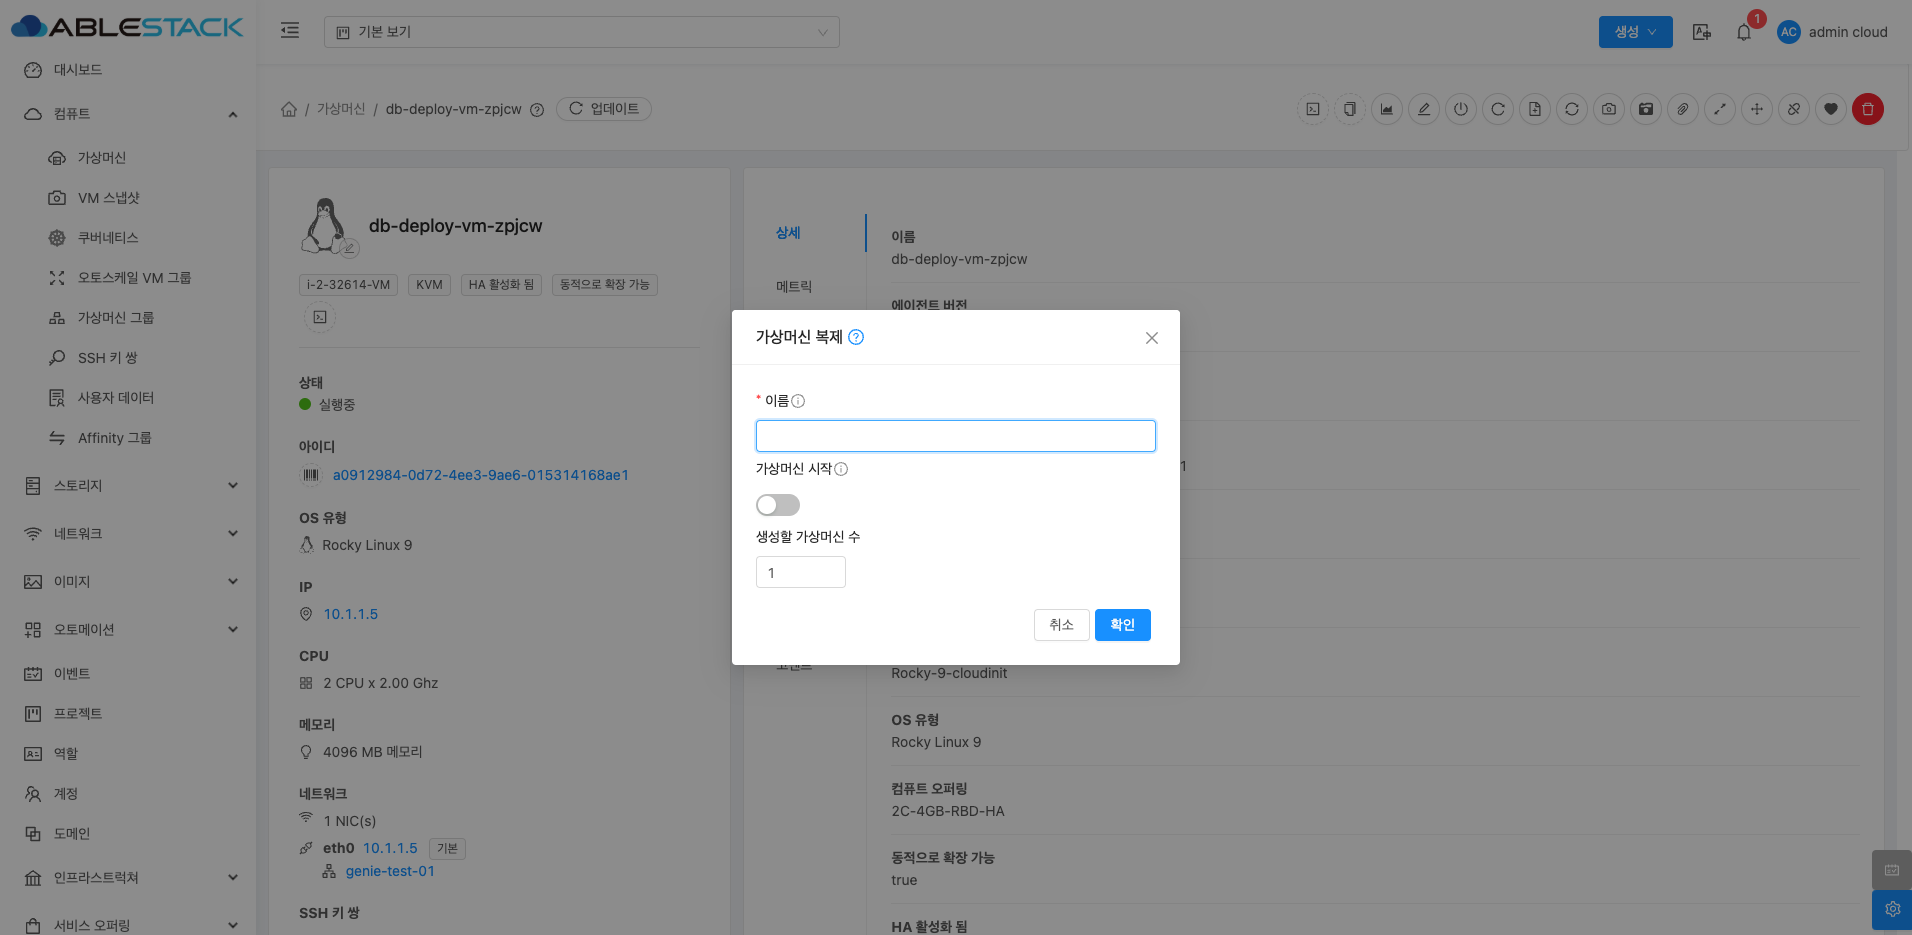 ABLESTACK
기본 보기
생성
1
AC
admin cloud
대시보드
컴퓨트
가상머신
VM 스냅샷
쿠버네티스
오토스케일 VM 그룹
가상머신 그룹
SSH 키 쌍
사용자 데이터
Affinity 그룹
스토리지
네트워크
이미지
오토메이션
이벤트
프로젝트
역할
계정
도메인
인프라스트럭쳐
서비스 오퍼링
/ 가상머신 / db-deploy-vm-zpjcw
업데이트
db-deploy-vm-zpjcw
i-2-32614-VM
KVM
HA 활성화 됨
동적으로 확장 가능
상태
실행중
아이디
a0912984-0d72-4ee3-9ae6-015314168ae1
OS 유형
Rocky Linux 9
IP
10.1.1.5
CPU
2 CPU x 2.00 Ghz
메모리
4096 MB 메모리
네트워크
1 NIC(s)
eth0 10.1.1.5 기본
genie-test-01
SSH 키 쌍
상세
메트릭
이름
db-deploy-vm-zpjcw
에이전트 버전
1
가상머신 복제
* 이름
가상머신 시작
생성할 가상머신 수
1
취소
확인
Rocky-9-cloudinit
OS 유형
Rocky Linux 9
컴퓨트 오퍼링
2C-4GB-RBD-HA
동적으로 확장 가능
true
HA 활성화 됨